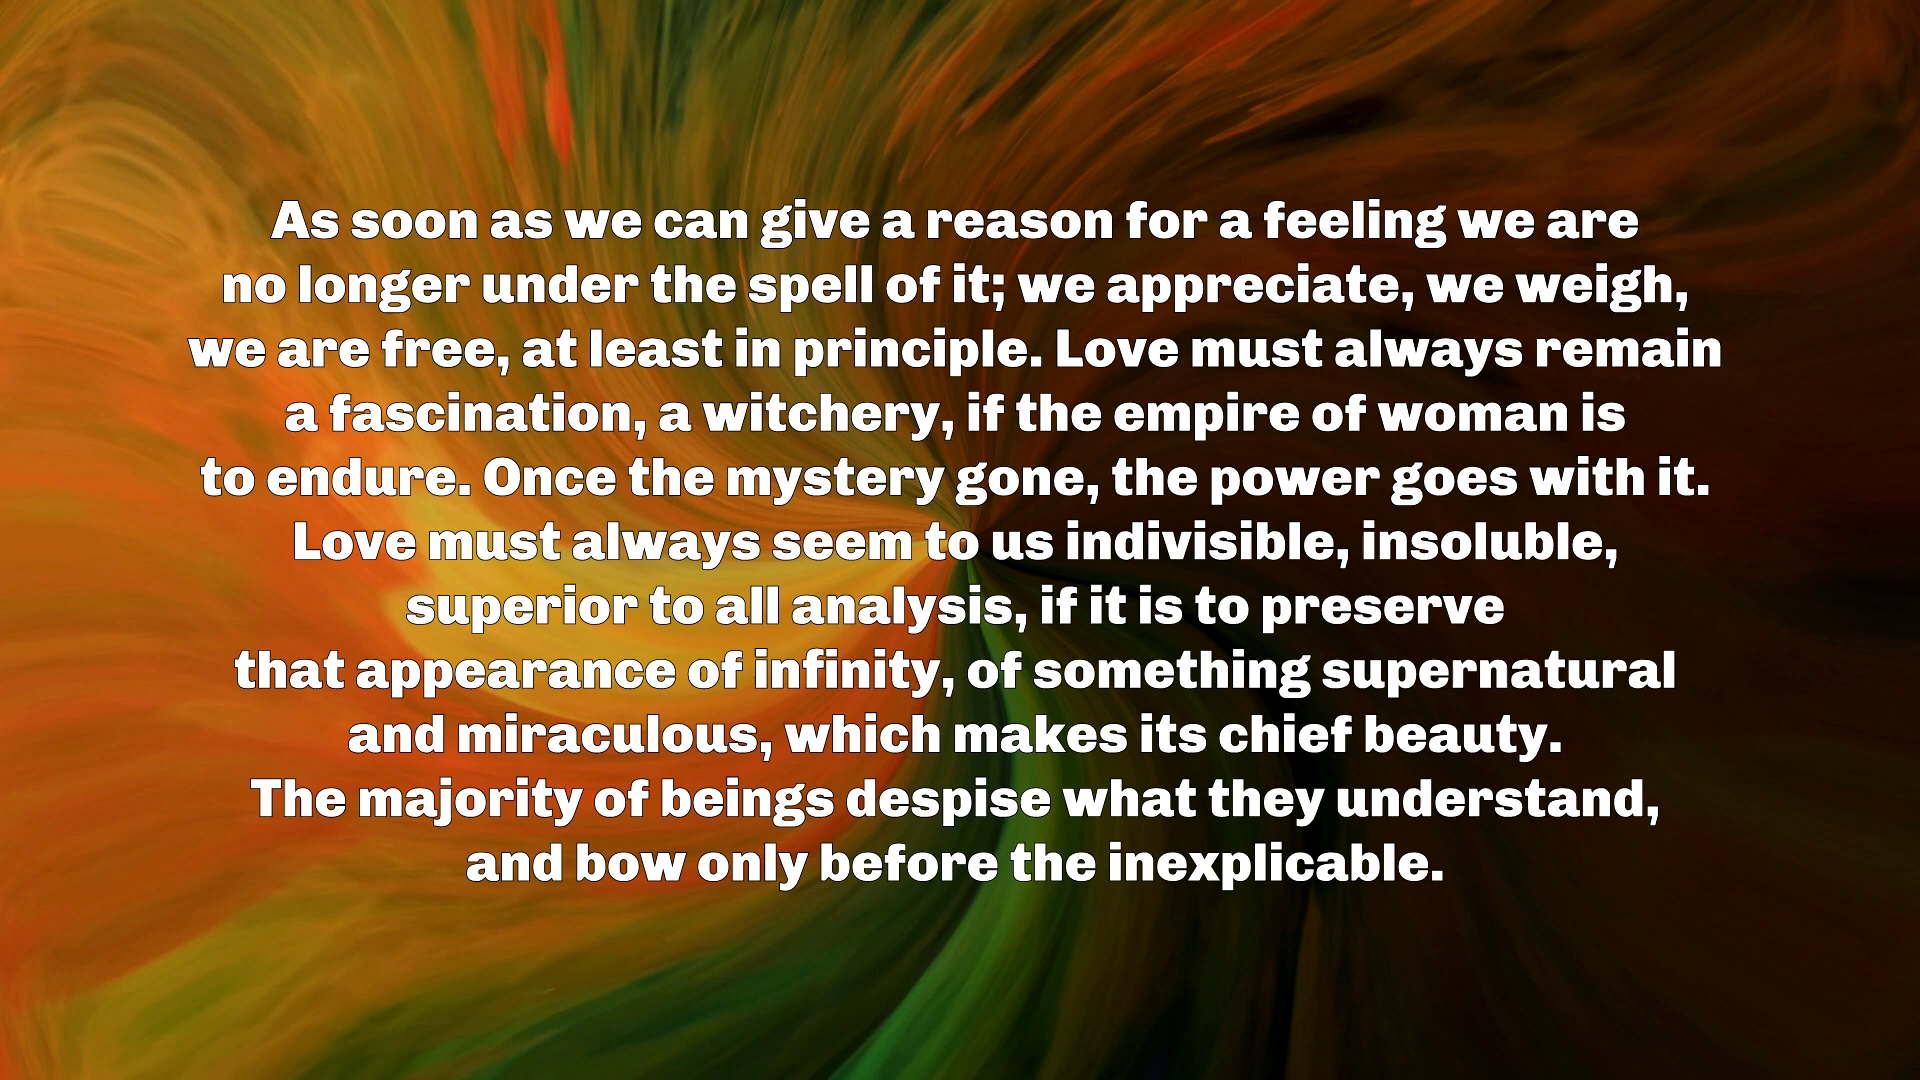 As soon as we can give a reason for a feeling we are
no longer under the spell of it; we appreciate, we weigh,
we are free, at least in principle. Love must always remain
a fascination, a witchery, if the empire of woman is
to endure. Once the mystery gone, the power goes with it.
Love must always seem to us indivisible, insoluble,
superior to all analysis, if it is to preserve
that appearance of infinity, of something supernatural
and miraculous, which makes its chief beauty.
The majority of beings despise what they understand,
and bow only before the inexplicable.